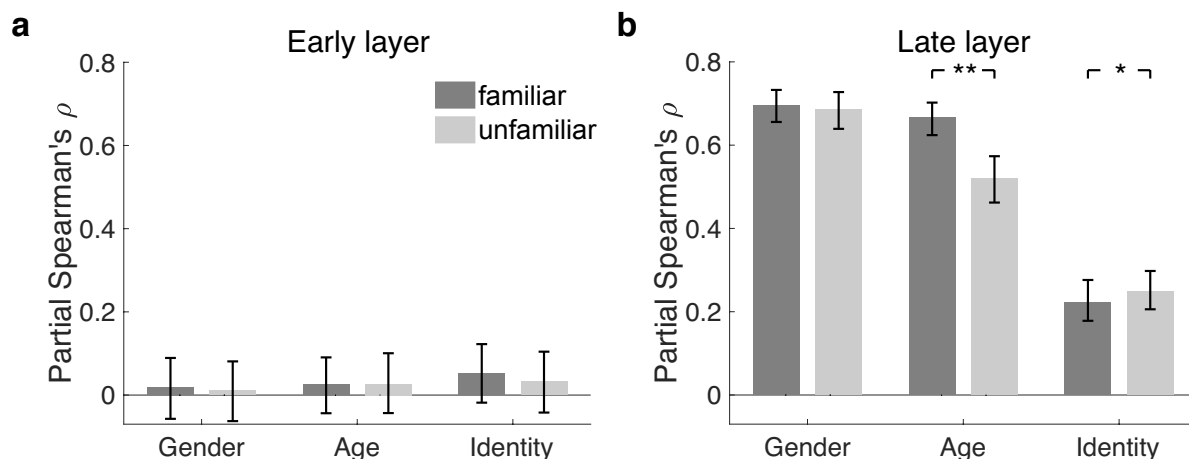 a
Early layer
Partial Spearman's ρ
0.8
0.6
0.4
0.2
0
familiar
unfamiliar
Gender
Age
Identity
b
Late layer
Partial Spearman's ρ
0.8
0.6
0.4
0.2
0
**
*
Gender
Age
Identity